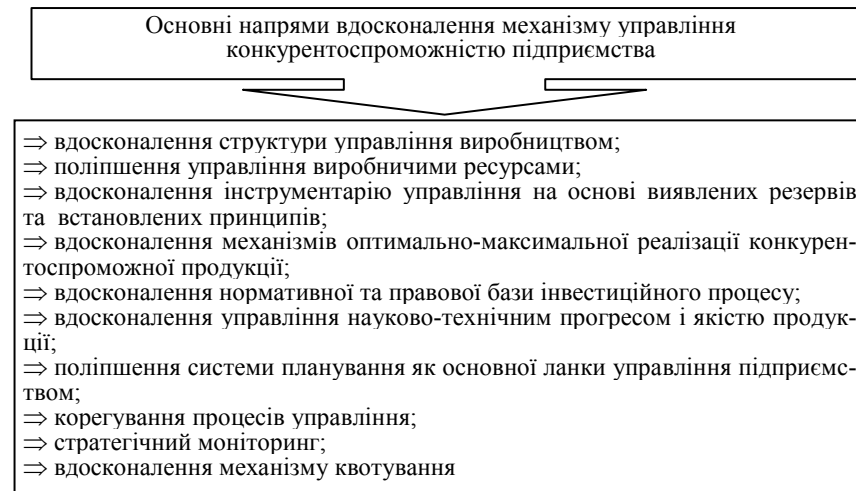 Основні напрями вдосконалення механізму управління
конкурентоспроможністю підприємства
⇒ вдосконалення структури управління виробництвом;
⇒ поліпшення управління виробничими ресурсами;
⇒ вдосконалення інструментарію управління на основі виявлених резервів
та встановлених принципів;
⇒ вдосконалення механізмів оптимально-максимальної реалізації конкурен-
тоспроможної продукції;
⇒ вдосконалення нормативної та правової бази інвестиційного процесу;
⇒ вдосконалення управління науково-технічним прогресом і якістю продук-
ції;
⇒ поліпшення системи планування як основної ланки управління підприємс-
твом;
⇒ корегування процесів управління;
⇒ стратегічний моніторинг;
⇒ вдосконалення механізму квотування